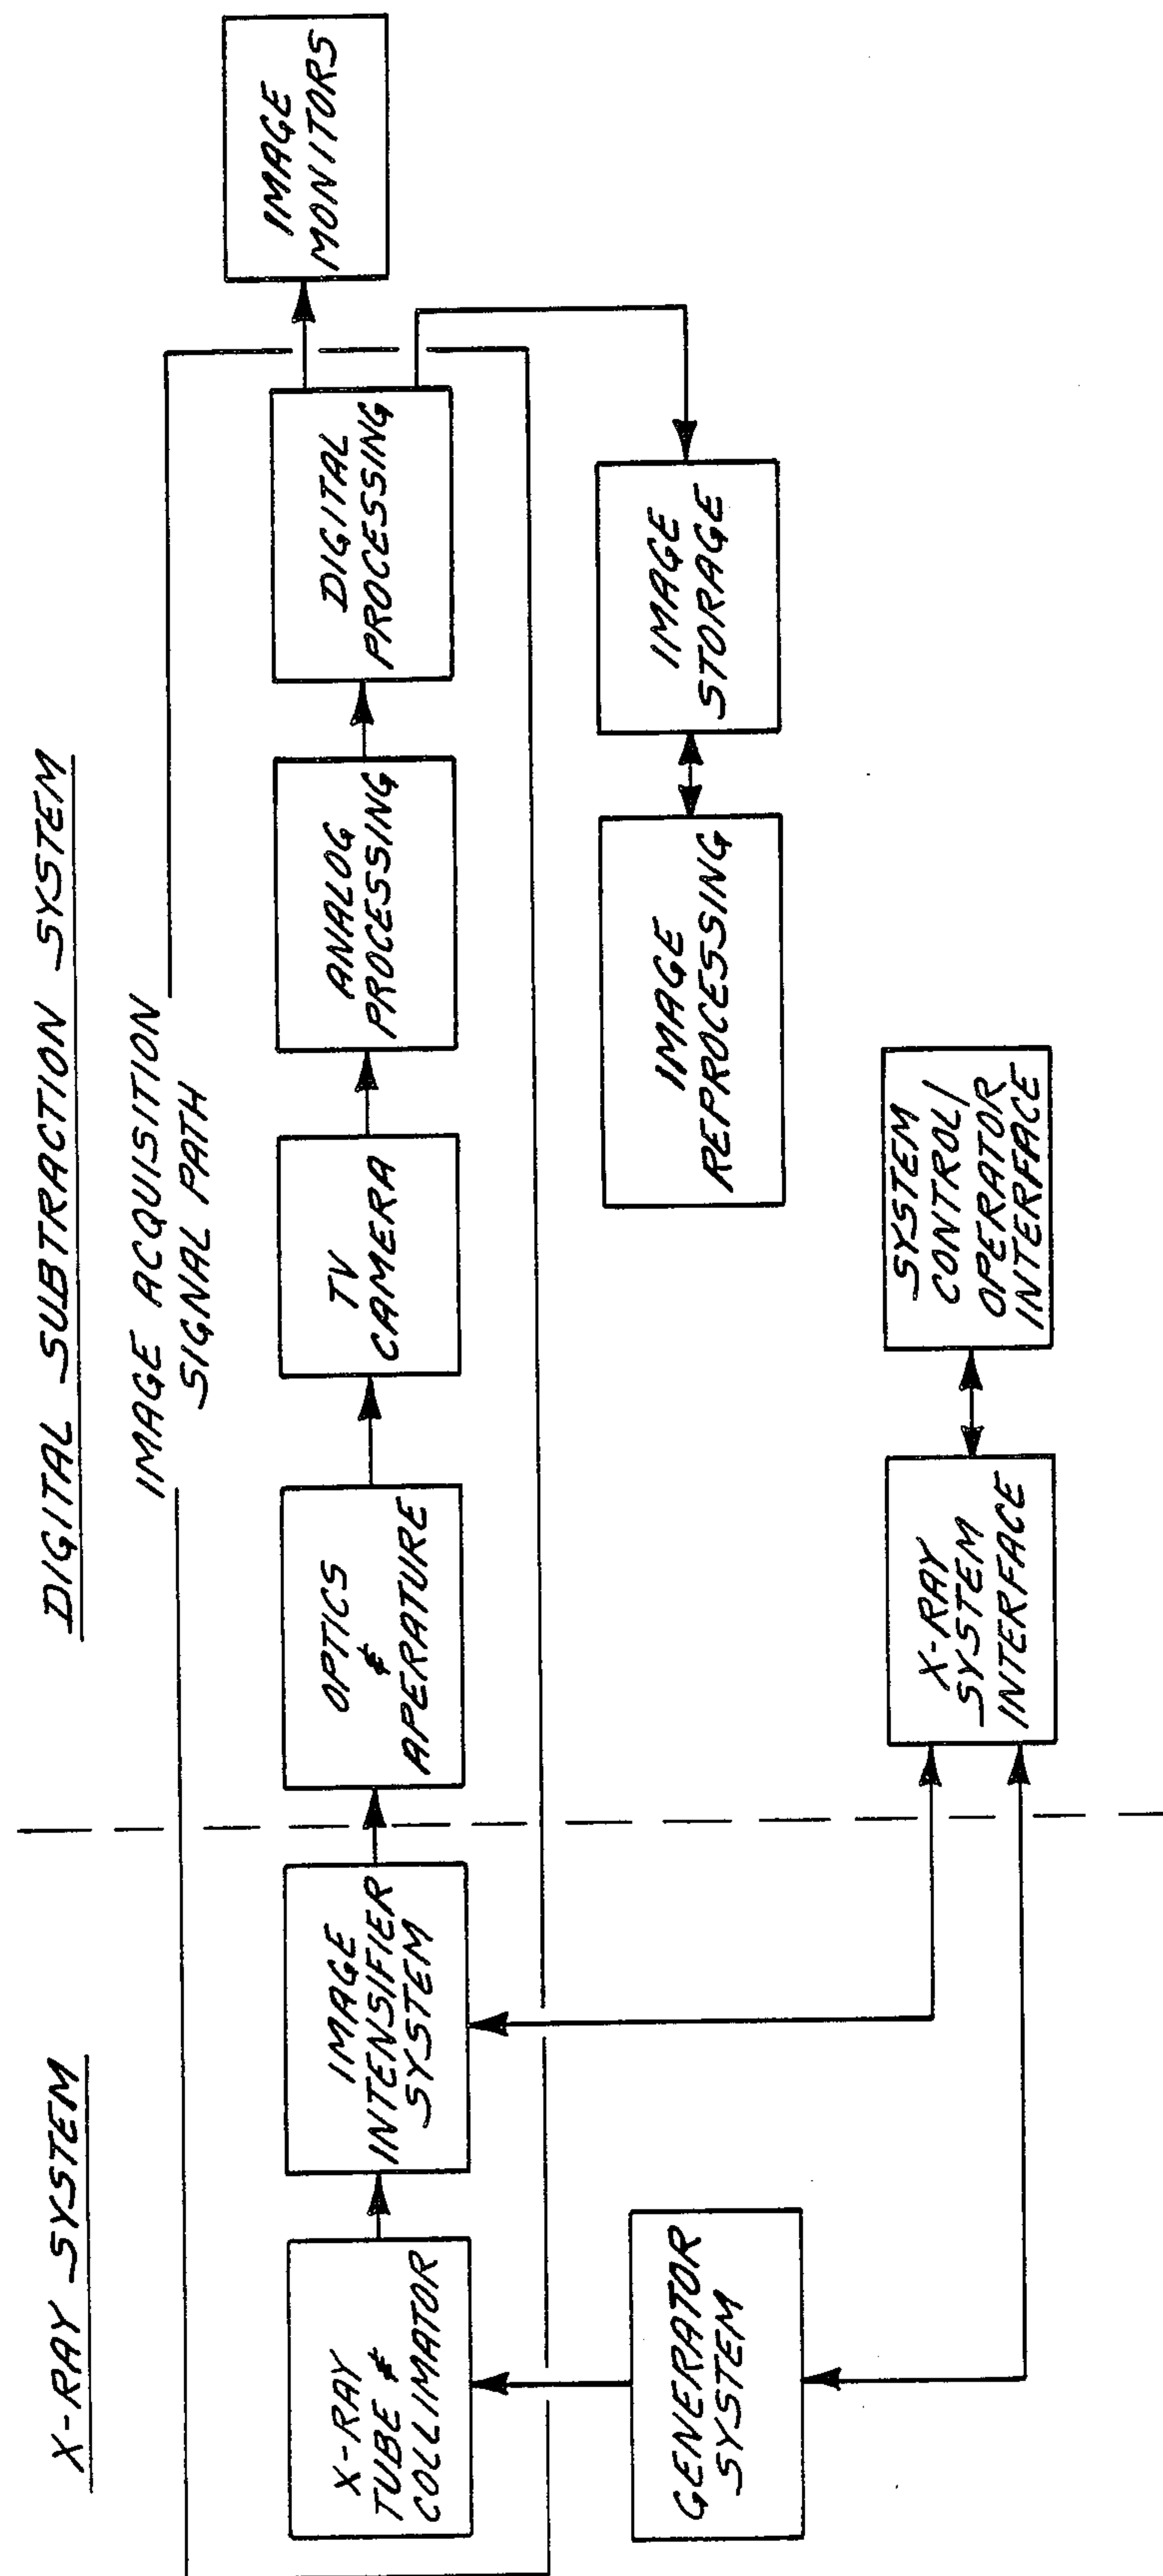 X-RAY SYSTEM
DIGITAL SUBTRACTION SYSTEM
IMAGE ACQUISITION
SIGNAL PATH
X-RAY
TUBE &
COLLIMATOR
IMAGE
INTENSIFIER
SYSTEM
OPTICS
&
APERATURE
TV
CAMERA
ANALOG
PROCESSING
DIGITAL
PROCESSING
IMAGE
MONITORS
GENERATOR
SYSTEM
IMAGE
REPROCESSING
IMAGE
STORAGE
X-RAY
SYSTEM
INTERFACE
SYSTEM
CONTROL/
OPERATOR
INTERFACE